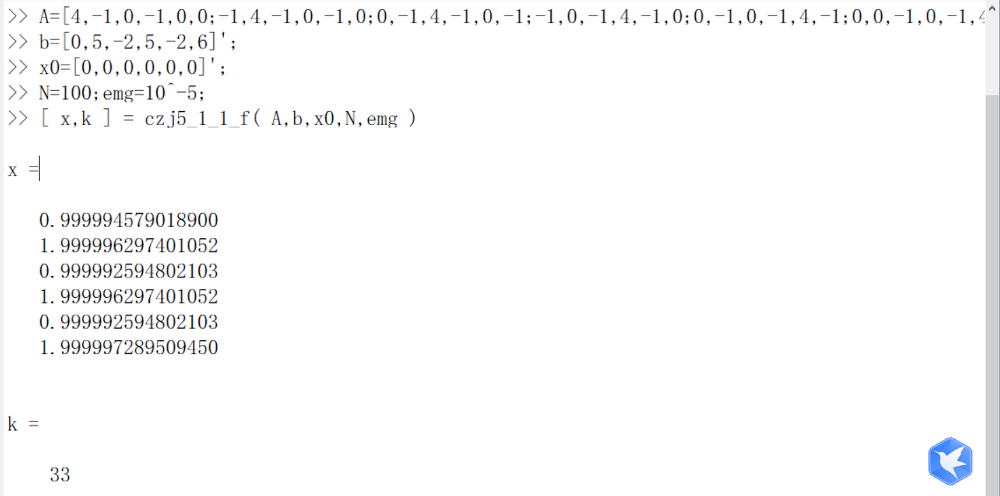 >> A=[4,-1,0,-1,0,0;-1,4,-1,0,-1,0;0,-1,4,-1,0,-1;-1,0,-1,4,-1,0;0,-1,0,-1,4,-1;0,0,-1,0,-1,4
>> b=[0,5,-2,5,-2,6]';
>> x0=[0,0,0,0,0,0]';
>> N=100;emg=10^-5;
>> [ x,k ] = czj5_1_1_f( A,b,x0,N,emg )
x =
0.999994579018900
1.999996297401052
0.999992594802103
1.999996297401052
0.999992594802103
1.999997289509450
k =
33